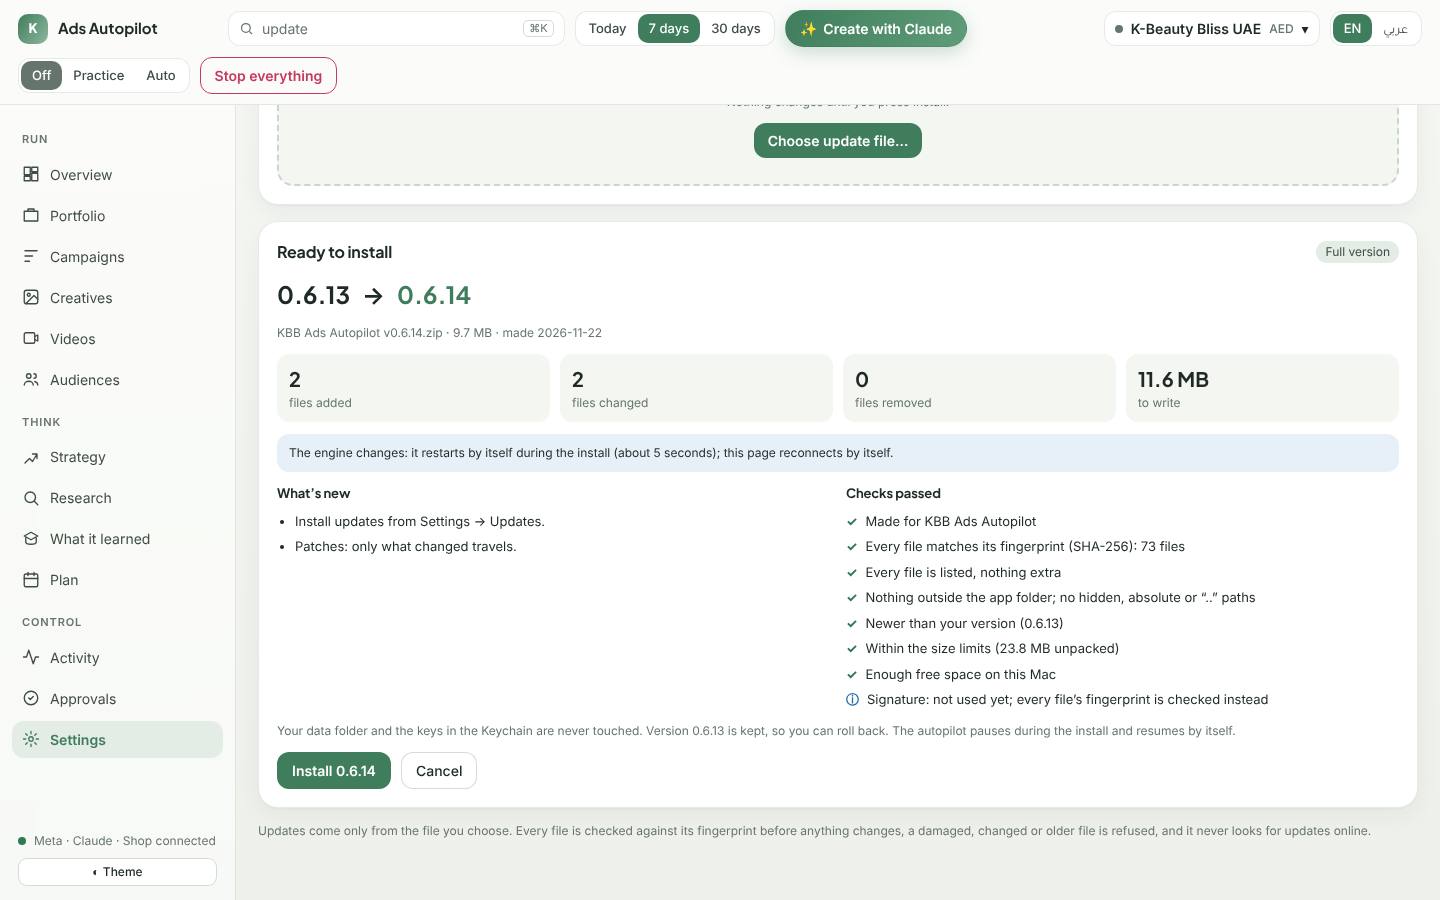 K
Ads Autopilot
update
⌘K
Today
7 days
30 days
✨ Create with Claude
K-Beauty Bliss UAE AED ▾
EN
عربي
Off
Practice
Auto
Stop everything
RUN
Overview
Portfolio
Campaigns
Creatives
Videos
Audiences
THINK
Strategy
Research
What it learned
Plan
CONTROL
Activity
Approvals
Settings
Meta · Claude · Shop connected
Theme
Nothing changes until you press install.
Choose update file…
Ready to install
Full version
0.6.13 → 0.6.14
KBB Ads Autopilot v0.6.14.zip · 9.7 MB · made 2026-11-22
2
files added
2
files changed
0
files removed
11.6 MB
to write
The engine changes: it restarts by itself during the install (about 5 seconds); this page reconnects by itself.
What’s new
• Install updates from Settings → Updates.
• Patches: only what changed travels.
Checks passed
✓ Made for KBB Ads Autopilot
✓ Every file matches its fingerprint (SHA-256): 73 files
✓ Every file is listed, nothing extra
✓ Nothing outside the app folder; no hidden, absolute or “..” paths
✓ Newer than your version (0.6.13)
✓ Within the size limits (23.8 MB unpacked)
✓ Enough free space on this Mac
ⓘ Signature: not used yet; every file’s fingerprint is checked instead
Your data folder and the keys in the Keychain are never touched. Version 0.6.13 is kept, so you can roll back. The autopilot pauses during the install and resumes by itself.
Install 0.6.14
Cancel
Updates come only from the file you choose. Every file is checked against its fingerprint before anything changes, a damaged, changed or older file is refused, and it never looks for updates online.